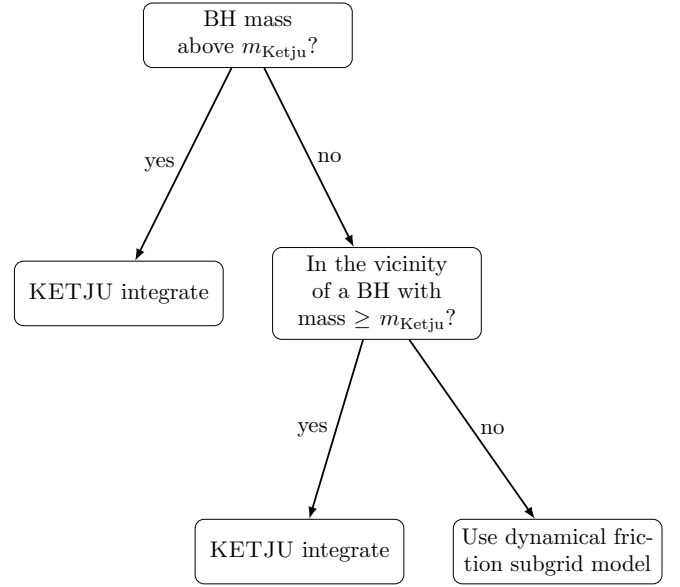 BH mass
above m_Ketju?
yes
no
KETJU integrate
In the vicinity
of a BH with
mass ≥ m_Ketju?
yes
no
KETJU integrate
Use dynamical fric-
tion subgrid model